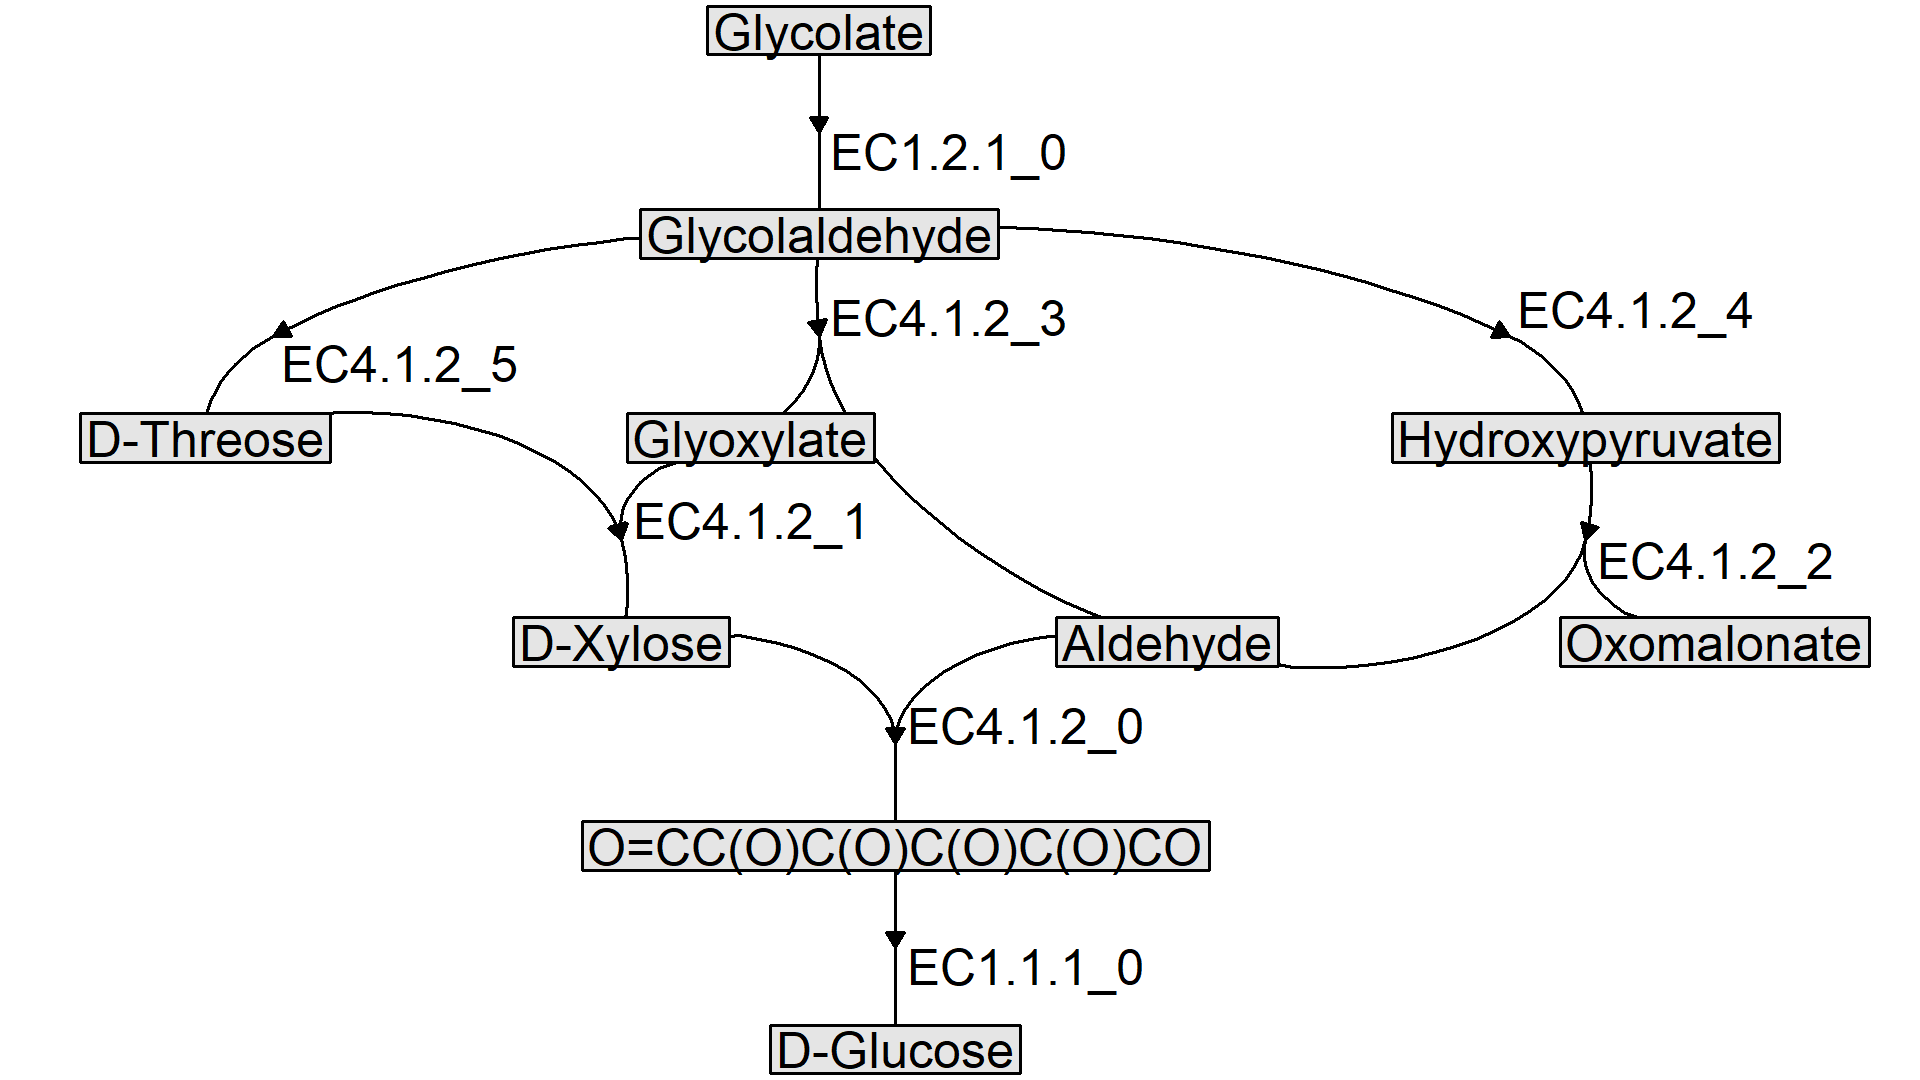 Glycolate
EC1.2.1_0
Glycolaldehyde
EC4.1.2_3
EC4.1.2_4
EC4.1.2_5
D-Threose
Glyoxylate
Hydroxypyruvate
EC4.1.2_1
EC4.1.2_2
D-Xylose
Aldehyde
Oxomalonate
EC4.1.2_0
O=CC(O)C(O)C(O)C(O)CO
EC1.1.1_0
D-Glucose